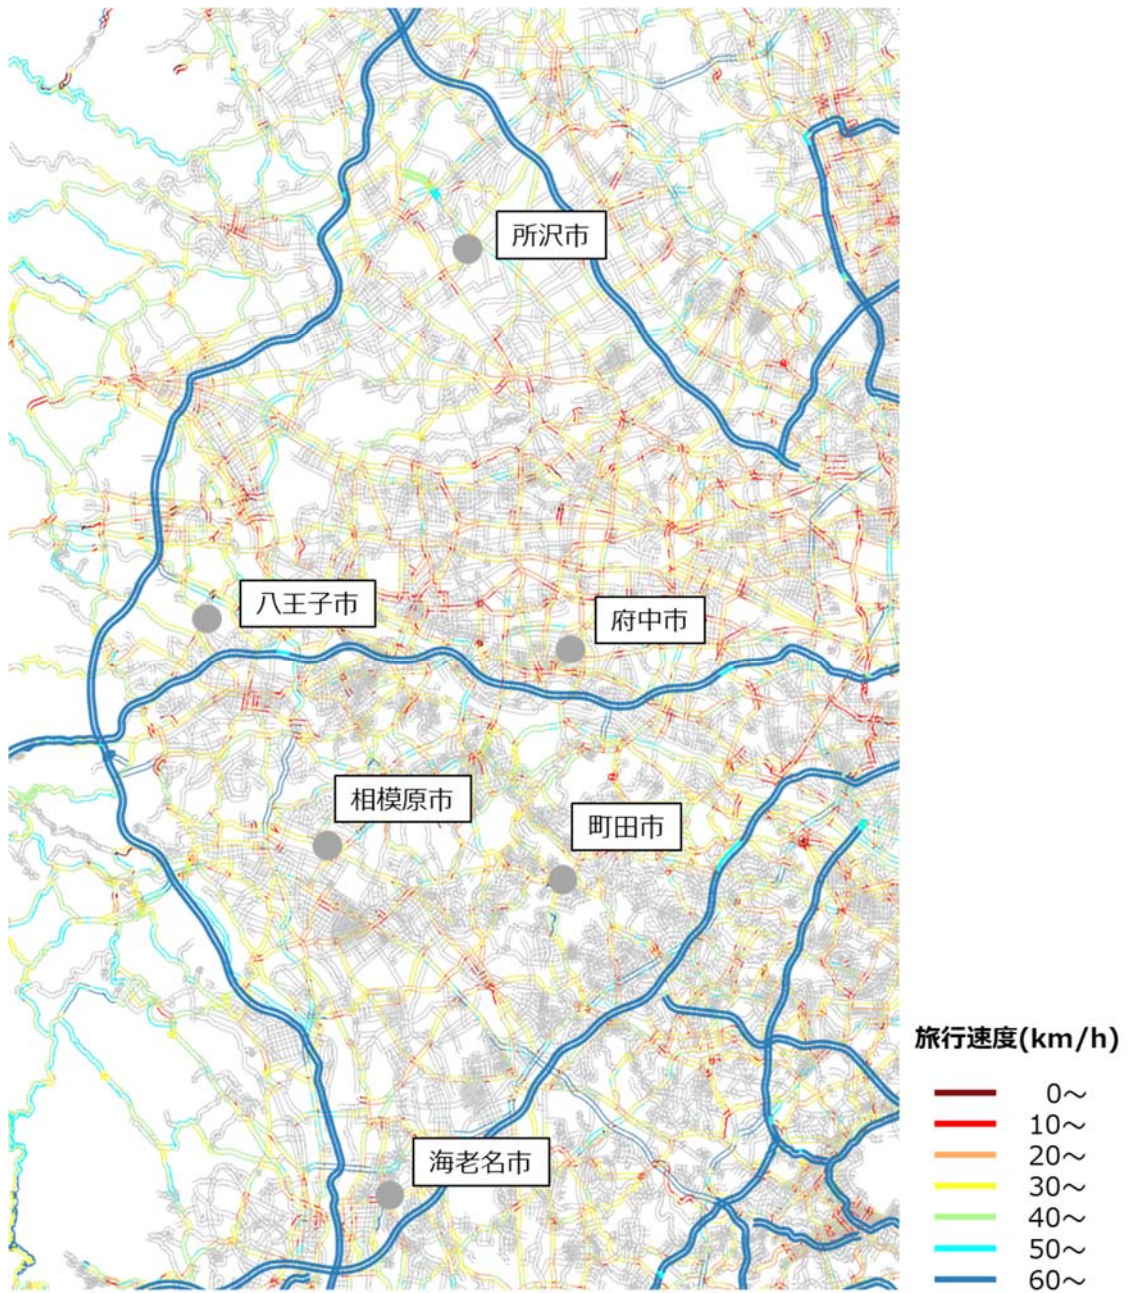 所沢市
八王子市
府中市
相模原市
町田市
海老名市
旅行速度(km/h)
0～
10～
20～
30～
40～
50～
60～